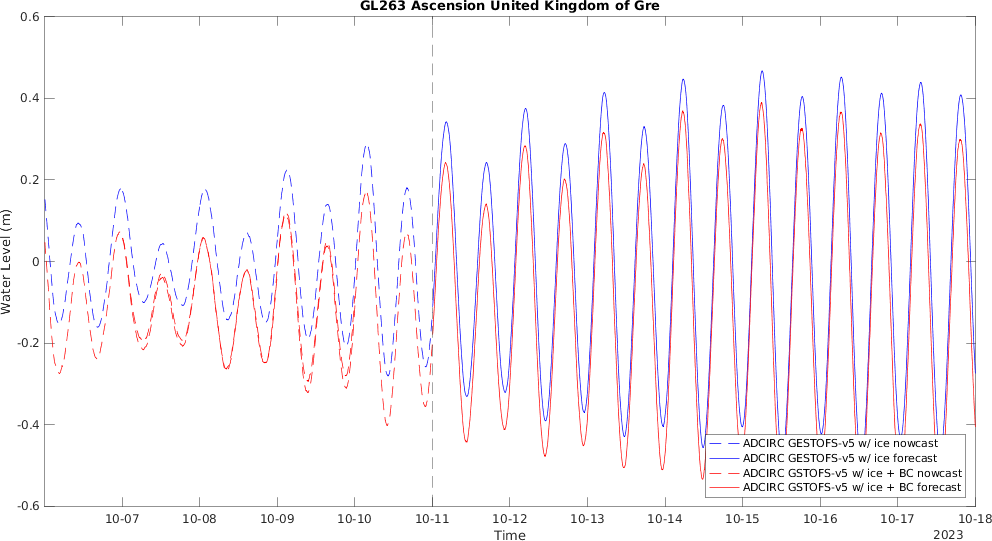 GL263 Ascension United Kingdom of Gre
0.6
0.4
0.2
0
-0.2
-0.4
-0.6
Water Level (m)
10-07 10-08 10-09 10-10 10-11 10-12 10-13 10-14 10-15 10-16 10-17 10-18
Time
2023
ADCIRC GESTOFS-v5 w/ ice nowcast
ADCIRC GESTOFS-v5 w/ ice forecast
ADCIRC GSTOFS-v5 w/ ice + BC nowcast
ADCIRC GSTOFS-v5 w/ ice + BC forecast